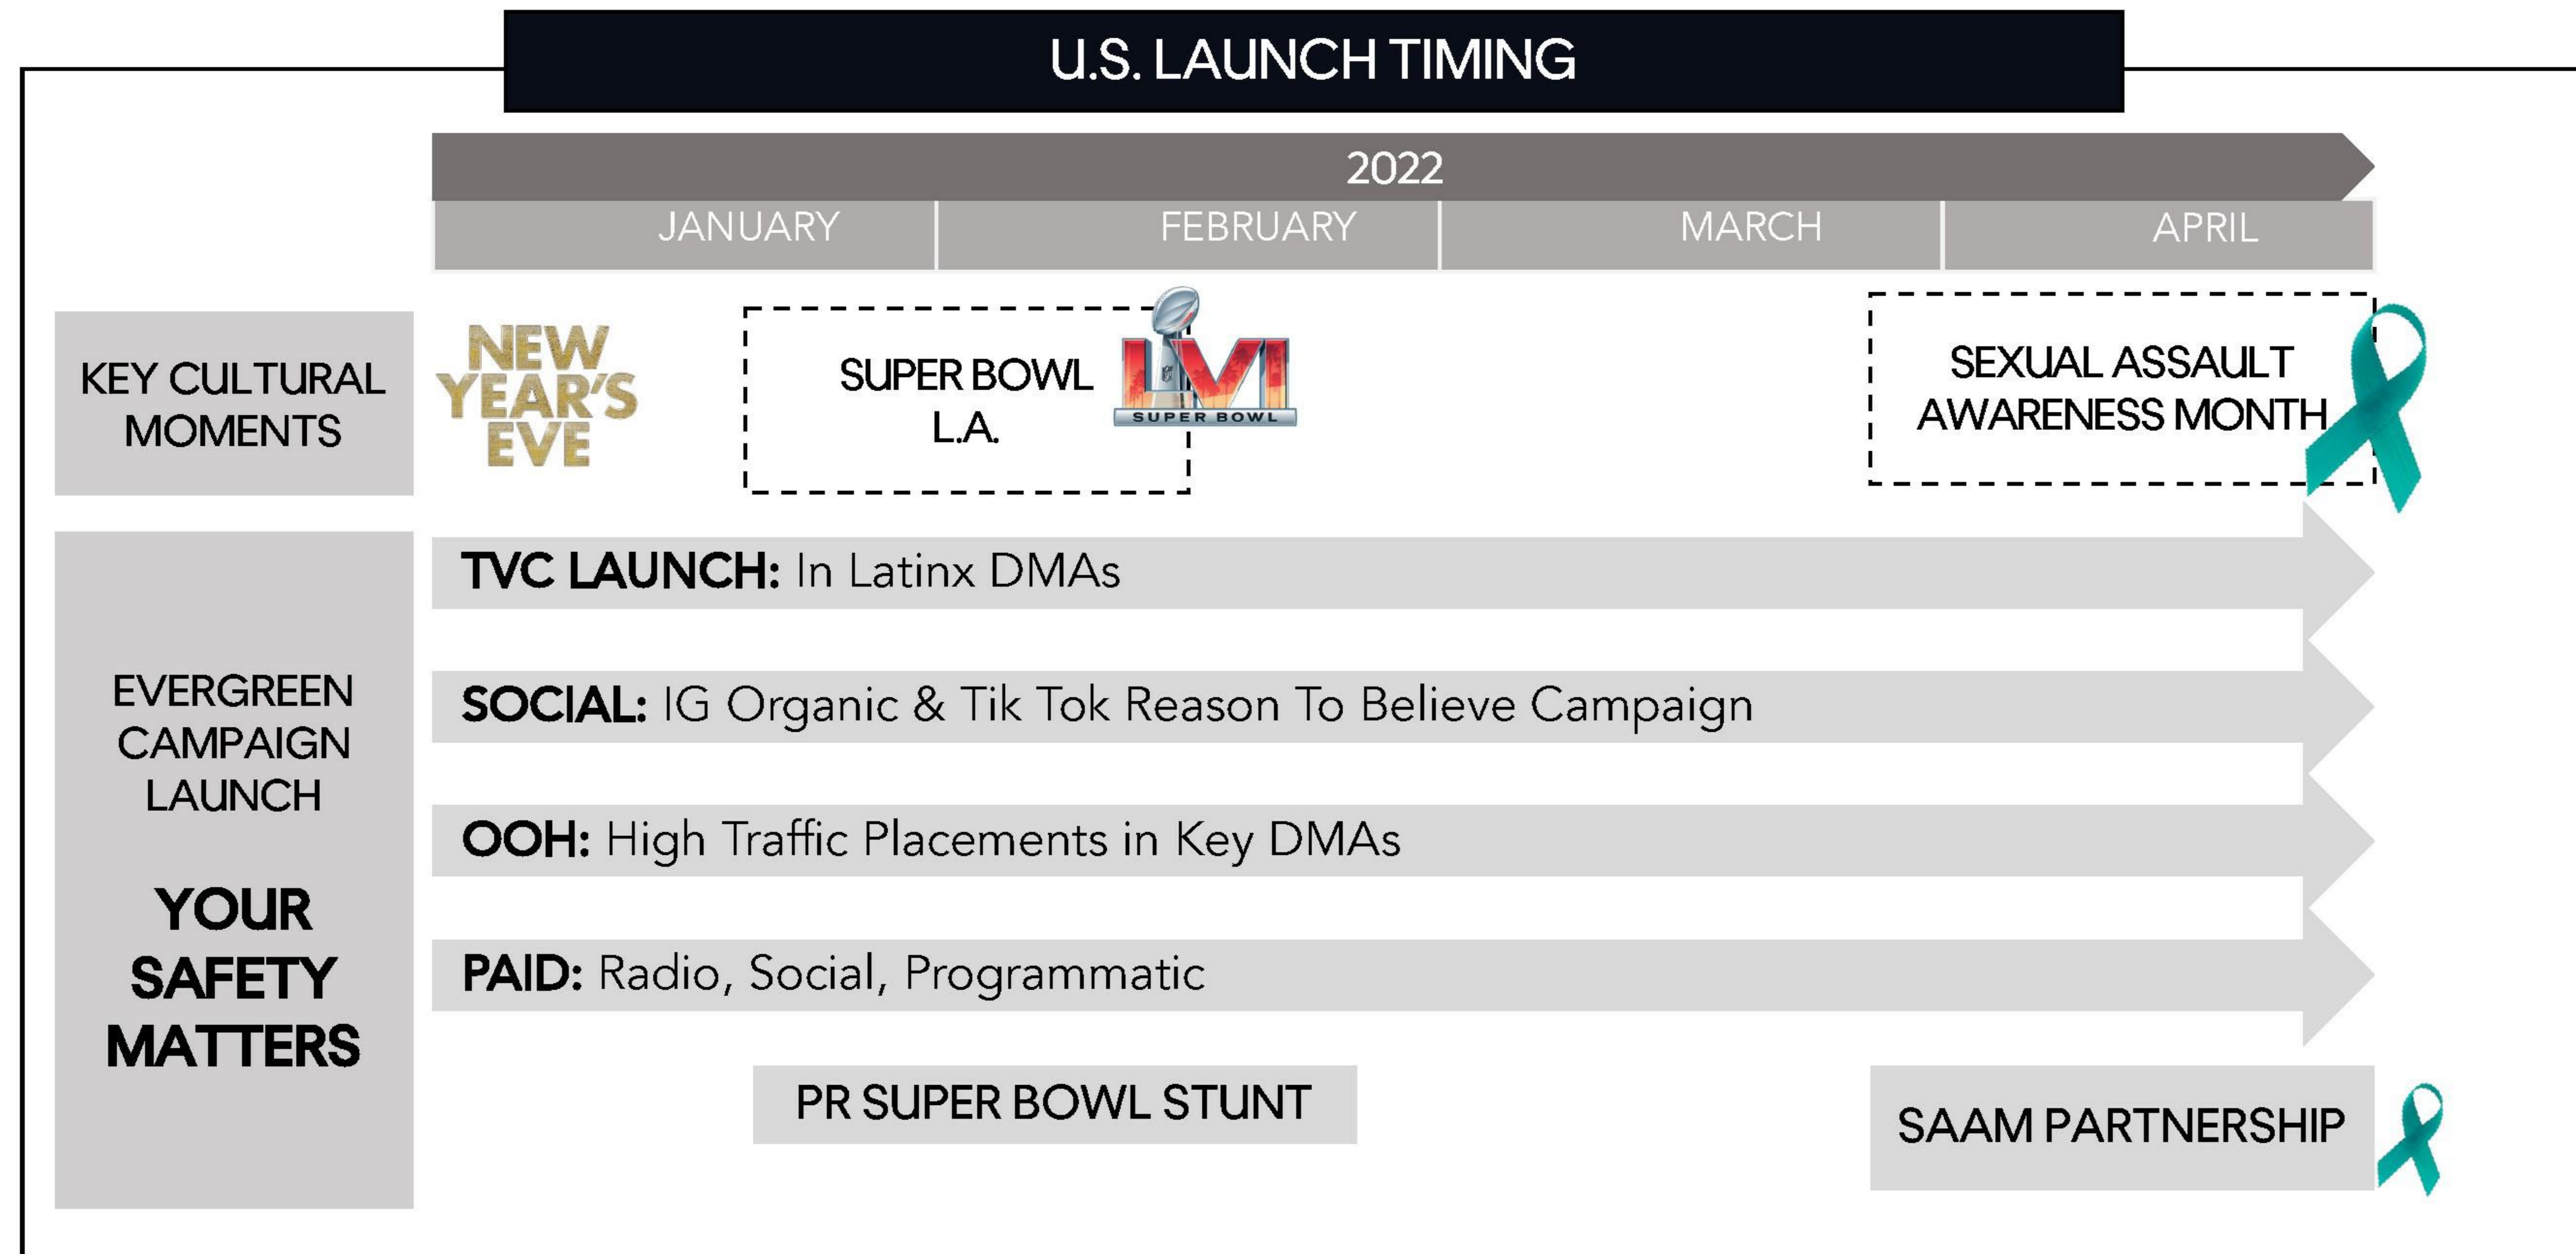 U.S. LAUNCH TIMING
2022
JANUARY
FEBRUARY
MARCH
APRIL
KEY CULTURAL
MOMENTS
NEW
YEAR'S
EVE
SUPER BOWL
L.A.
LVI
SUPER BOWL
SEXUAL ASSAULT
AWARENESS MONTH
EVERGREEN
CAMPAIGN
LAUNCH
YOUR
SAFETY
MATTERS
TVC LAUNCH: In Latinx DMAs
SOCIAL: IG Organic & Tik Tok Reason To Believe Campaign
OOH: High Traffic Placements in Key DMAs
PAID: Radio, Social, Programmatic
PR SUPER BOWL STUNT
SAAM PARTNERSHIP